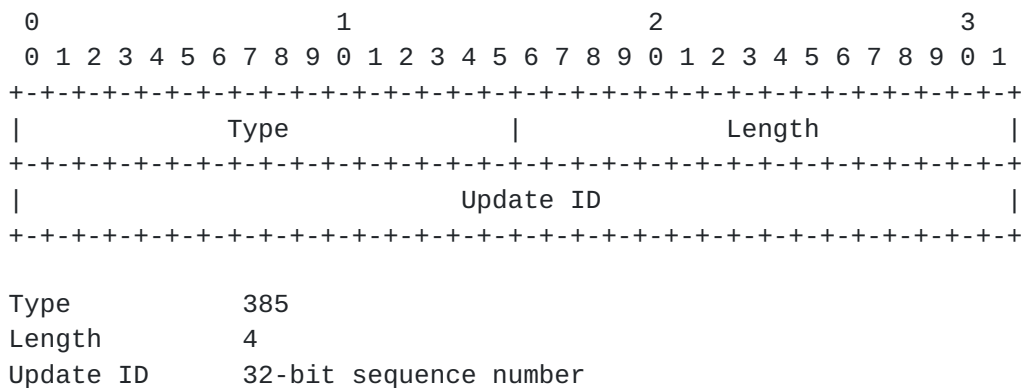 0                   1                   2                   3
 0 1 2 3 4 5 6 7 8 9 0 1 2 3 4 5 6 7 8 9 0 1 2 3 4 5 6 7 8 9 0 1
+-+-+-+-+-+-+-+-+-+-+-+-+-+-+-+-+-+-+-+-+-+-+-+-+-+-+-+-+-+-+-+-+
|             Type              |             Length            |
+-+-+-+-+-+-+-+-+-+-+-+-+-+-+-+-+-+-+-+-+-+-+-+-+-+-+-+-+-+-+-+-+
|                            Update ID                          |
+-+-+-+-+-+-+-+-+-+-+-+-+-+-+-+-+-+-+-+-+-+-+-+-+-+-+-+-+-+-+-+-+

Type           385
Length         4
Update ID      32-bit sequence number